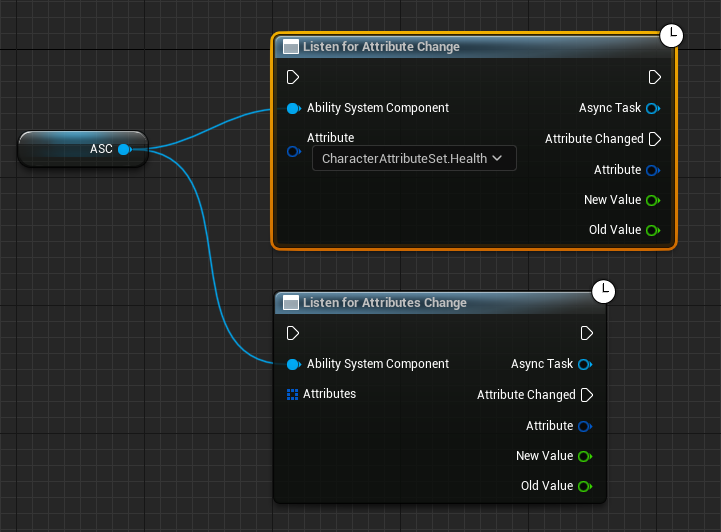 Listen for Attribute Change
Ability System Component
Async Task
Attribute
Attribute Changed
CharacterAttributeSet.Health
Attribute
New Value
Old Value
ASC
Listen for Attributes Change
Ability System Component
Async Task
Attributes
Attribute Changed
Attribute
New Value
Old Value